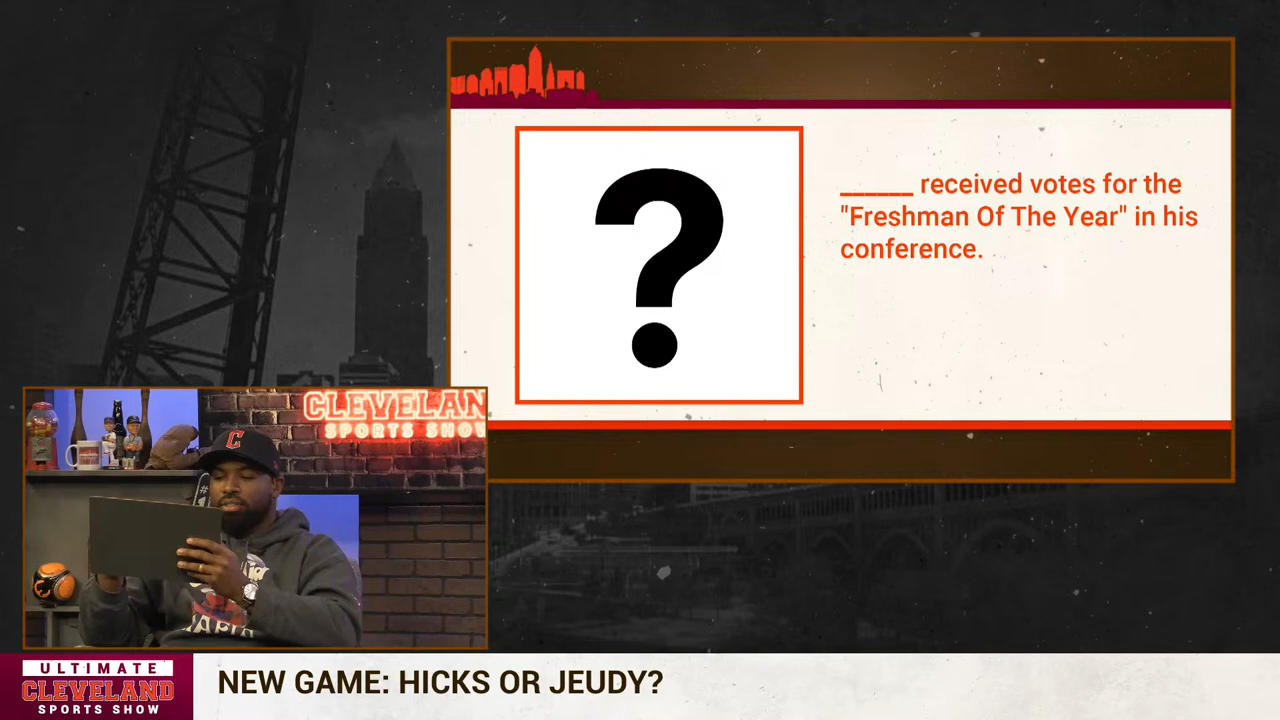 ______ received votes for the
"Freshman Of The Year" in his
conference.
?
CLEVELAN
SPORTS SHOW
C
#
MAFIA
ULTIMATE
CLEVELAND
SPORTS SHOW
NEW GAME: HICKS OR JEUDY?